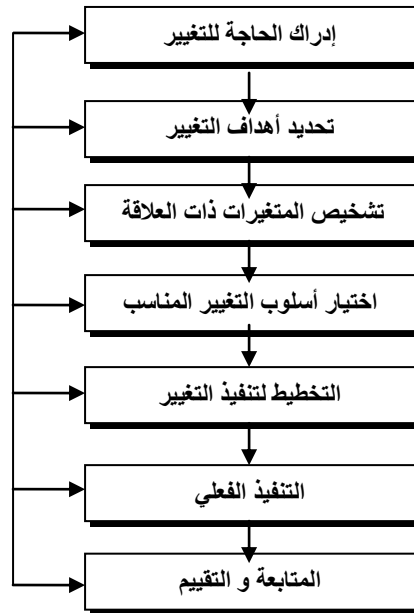 إدراك الحاجة للتغيير
تحديد أهداف التغيير
تشخيص المتغيرات ذات العلاقة
اختيار أسلوب التغيير المناسب
التخطيط لتنفيذ التغيير
التنفيذ الفعلي
المتابعة و التقييم